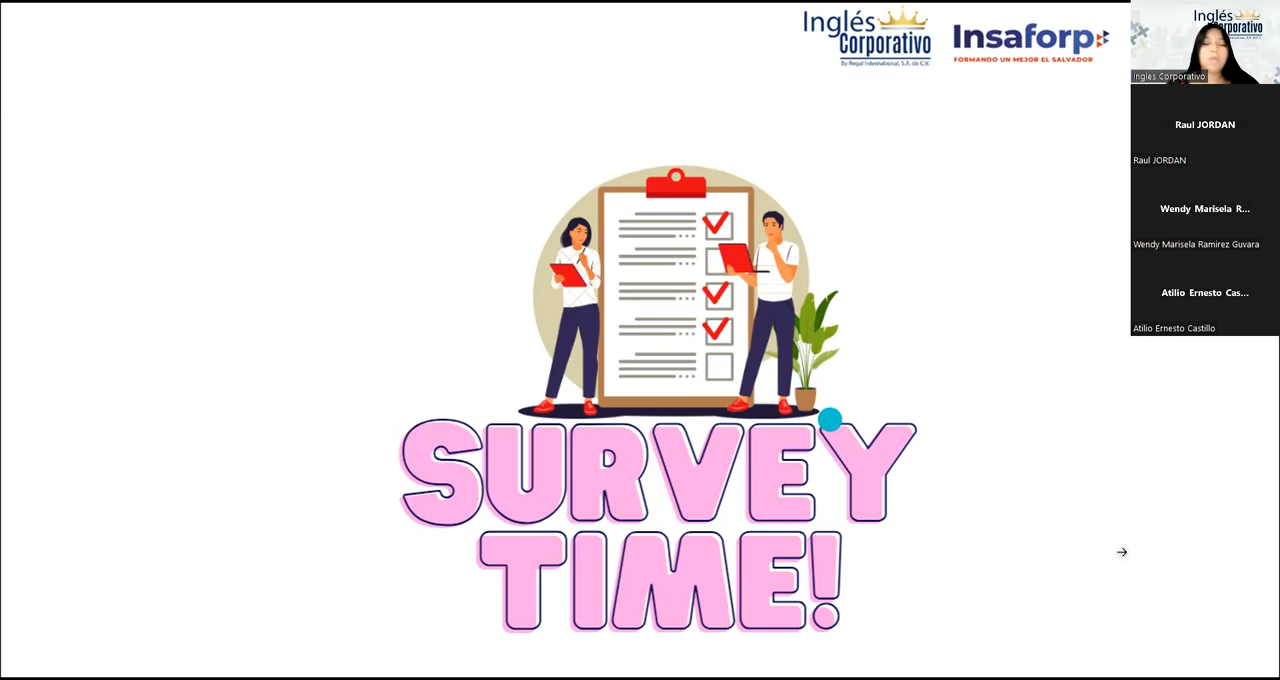 Inglés
Corporativo
By Regal International, S.A. de C.V.
Insaforp
FORMANDO UN MEJOR EL SALVADOR
SURVEY
TIME!
Inglés
Corporativo
Ingles Corporativo
Raul JORDAN
Raul JORDAN
Wendy Marisela R...
Wendy Marisela Ramirez Guvara
Atilio Ernesto Cas...
Atilio Ernesto Castillo